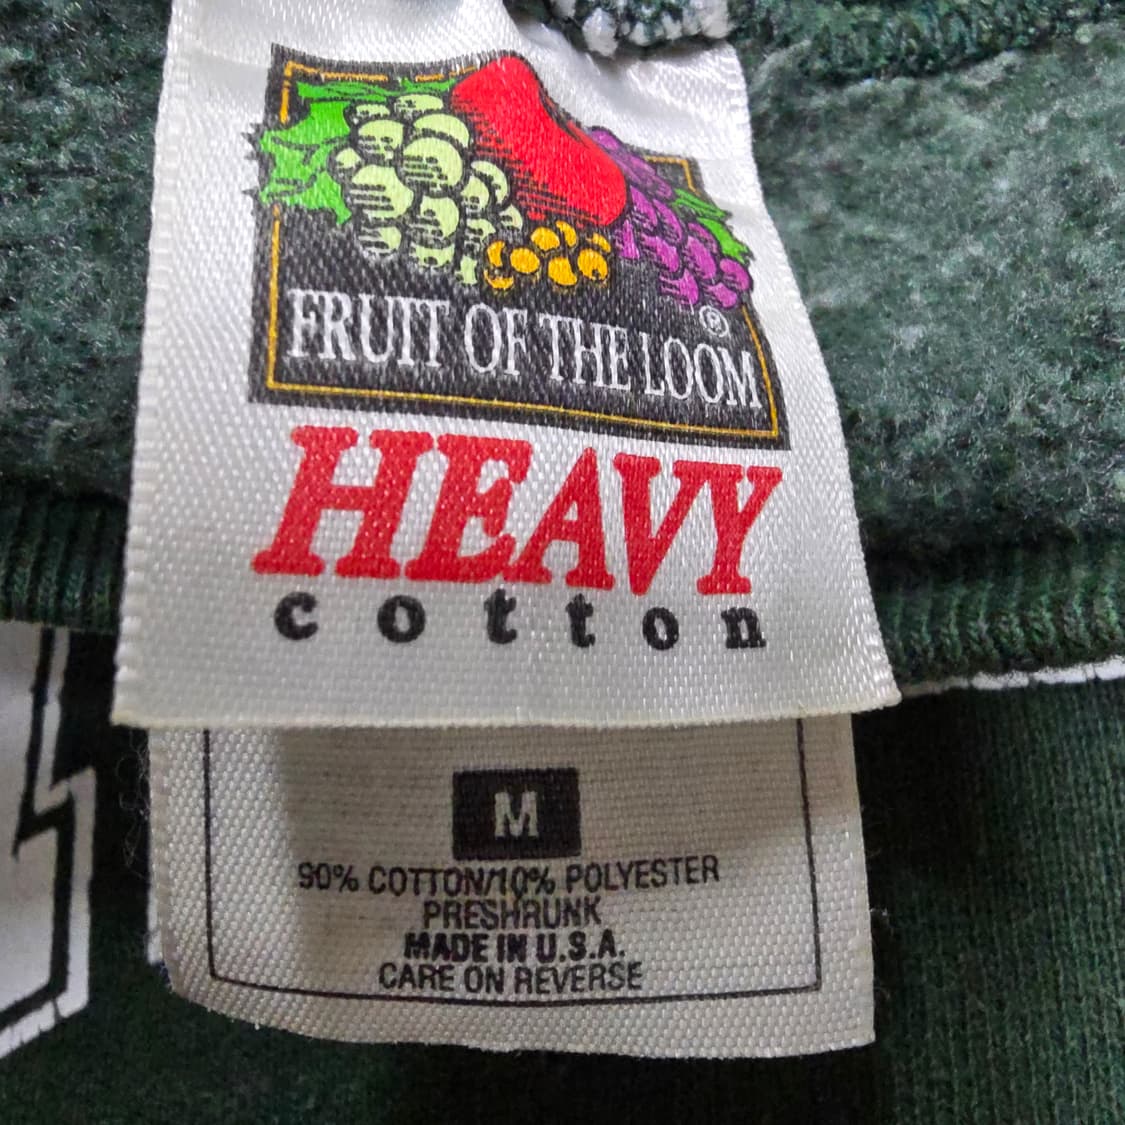 FRUIT OF THE LOOM®
HEAVY
cotton
M
90% COTTON/10% POLYESTER
PRESHRUNK
MADE IN U.S.A.
CARE ON REVERSE